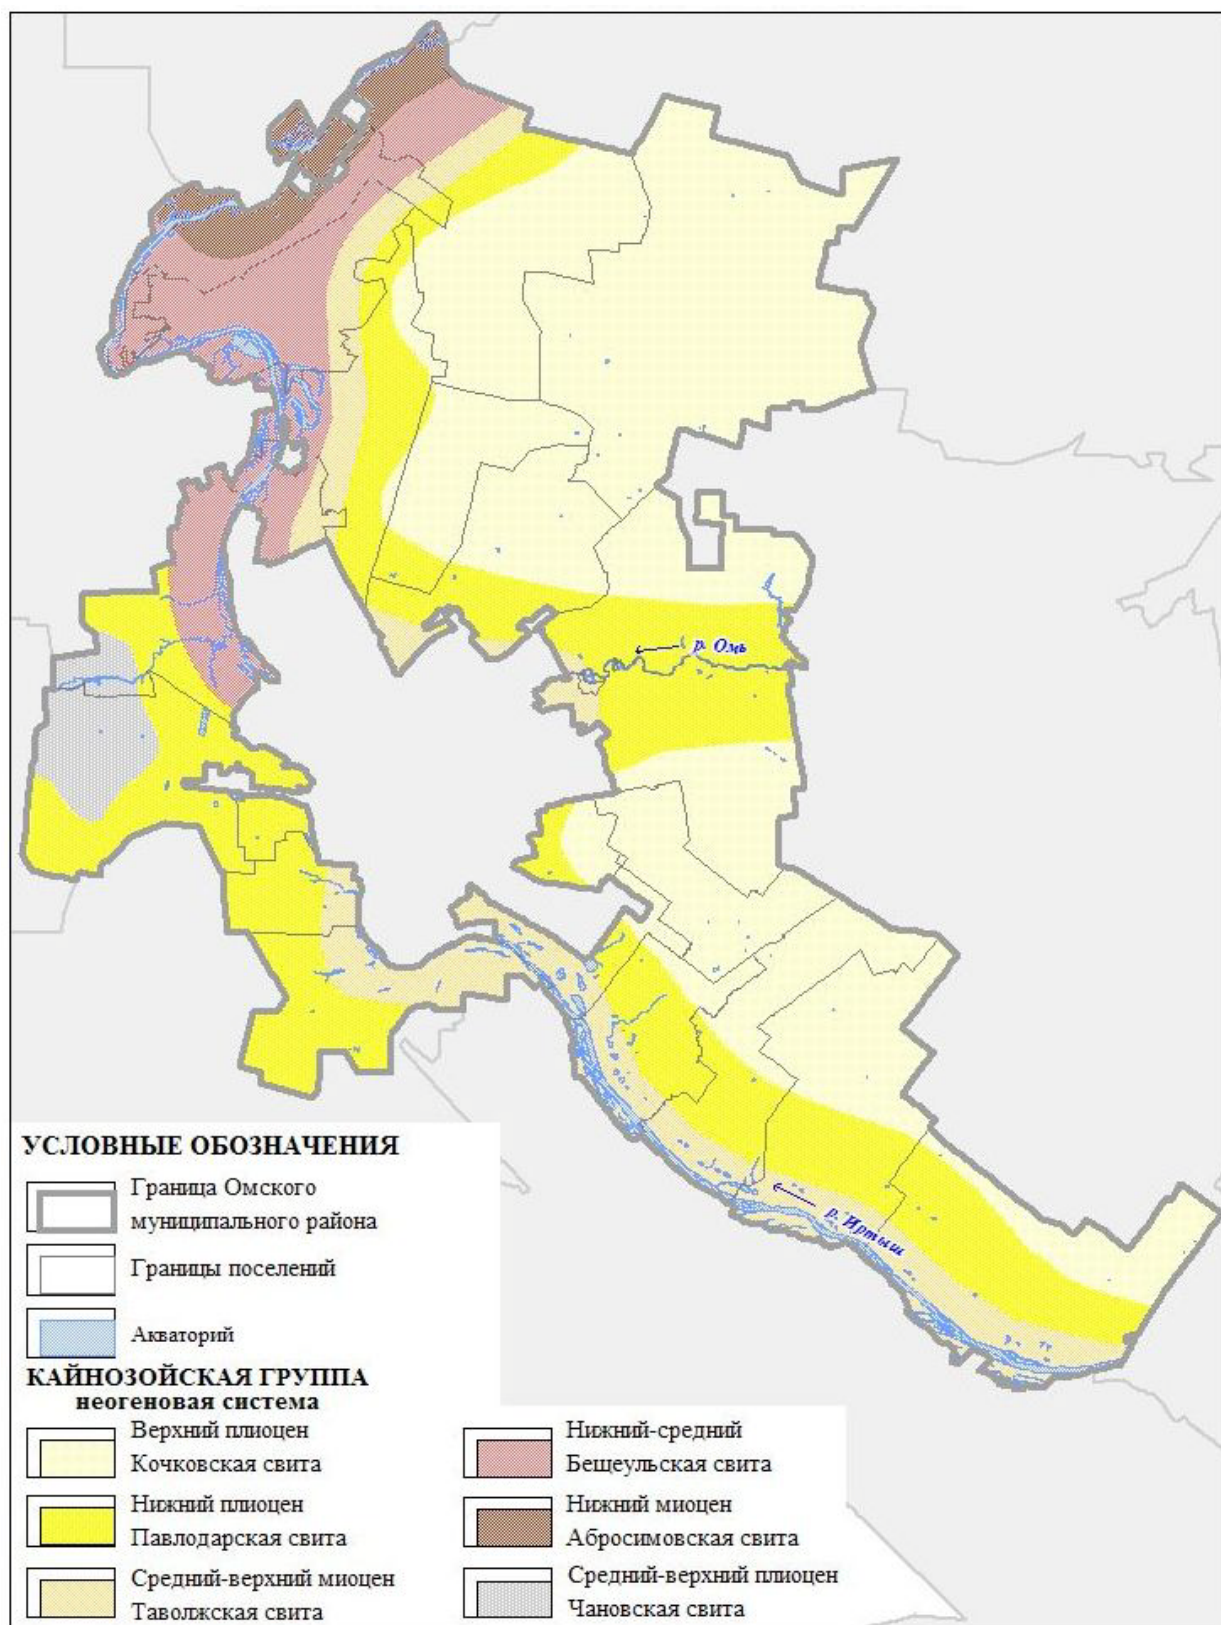 р. Омь
р. Иртыш
УСЛОВНЫЕ ОБОЗНАЧЕНИЯ
Граница Омского
муниципального района
Границы поселений
Акваторий
КАЙНОЗОЙСКАЯ ГРУППА
неогеновая система
Верхний плиоцен
Кочковская свита
Нижний плиоцен
Павлодарская свита
Средний-верхний миоцен
Таволжская свита
Нижний-средний
Бещеульская свита
Нижний миоцен
Абросимовская свита
Средний-верхний плиоцен
Чановская свита